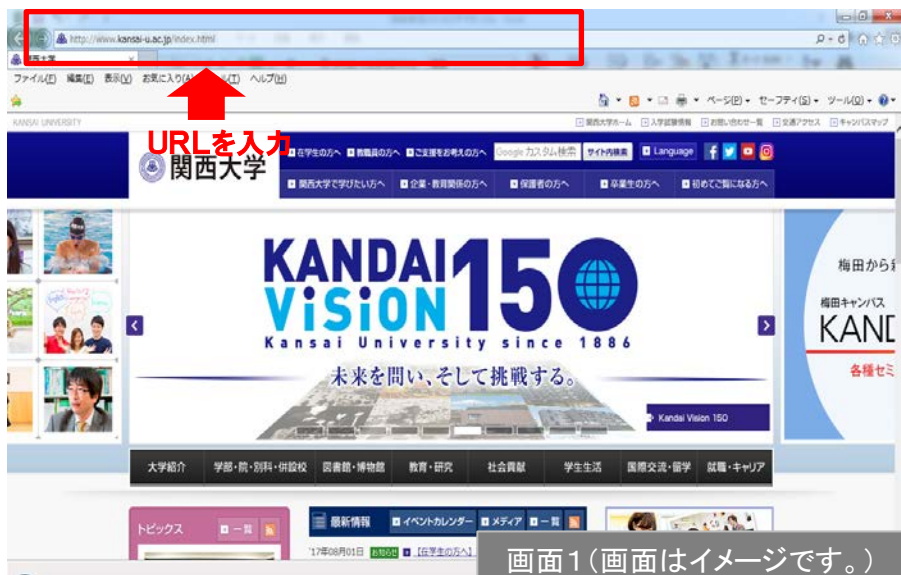 http://www.kansai-u.ac.jp/index.html
関西大学
ファイル(F) 編集(E) 表示(V) お気に入り(A) ヘルプ(H)
ページ(P) セーフティ(S) ツール(O)
URLを入力
KANSAI UNIVERSITY
関西大学ホーム 入学試験情報 お問い合わせ一覧 交通アクセス キャンパスマップ
関西大学
在学生の方へ 教職員の方へ ご支援をお考えの方へ Google カスタム検索 サイト内検索 Language
関西大学で学びたい方へ 企業・教育関係の方へ 保護者の方へ 卒業生の方へ 初めてご覧になる方へ
KANDAI
ViSiON
150
Kansai University since 1886
未来を問い、そして挑戦する。
Kandai Vision 150
梅田から
梅田キャンパス
KAND
各種セミ
大学紹介 学部・院・別科・併設校 図書館・博物館 教育・研究 社会貢献 学生生活 国際交流・留学 就職・キャリア
トピックス 一覧
最新情報 イベントカレンダー メディア 一覧
'17年08月01日 お知らせ 【在学生の方へ】
画面1(画面はイメージです。)